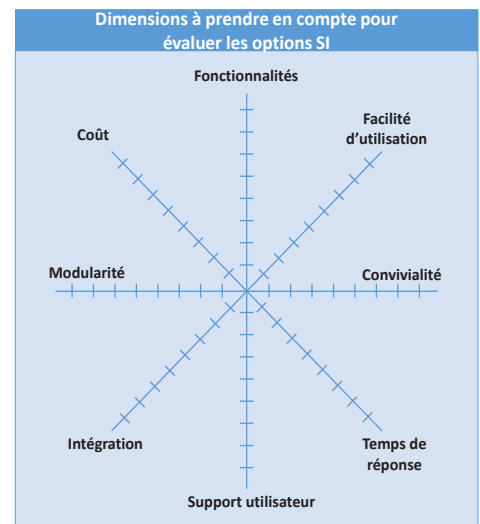 Dimensions à prendre en compte pour
évaluer les options SI
Fonctionnalités
Facilité
d'utilisation
Coût
Modularité
Convivialité
Intégration
Temps de
réponse
Support utilisateur